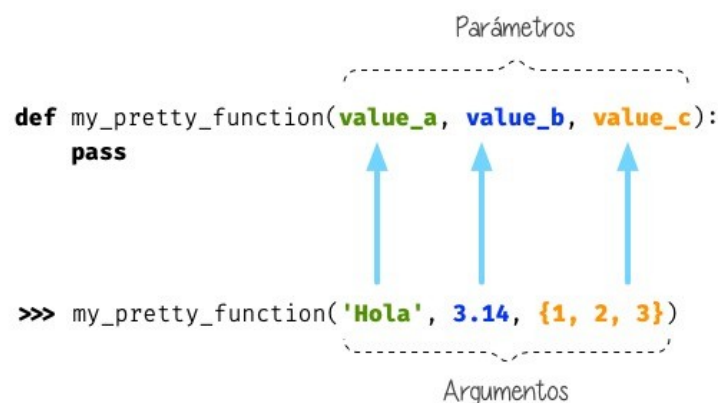 Parámetros
def my_pretty_function(value_a, value_b, value_c):
    pass
>>> my_pretty_function('Hola', 3.14, {1, 2, 3})
Argumentos